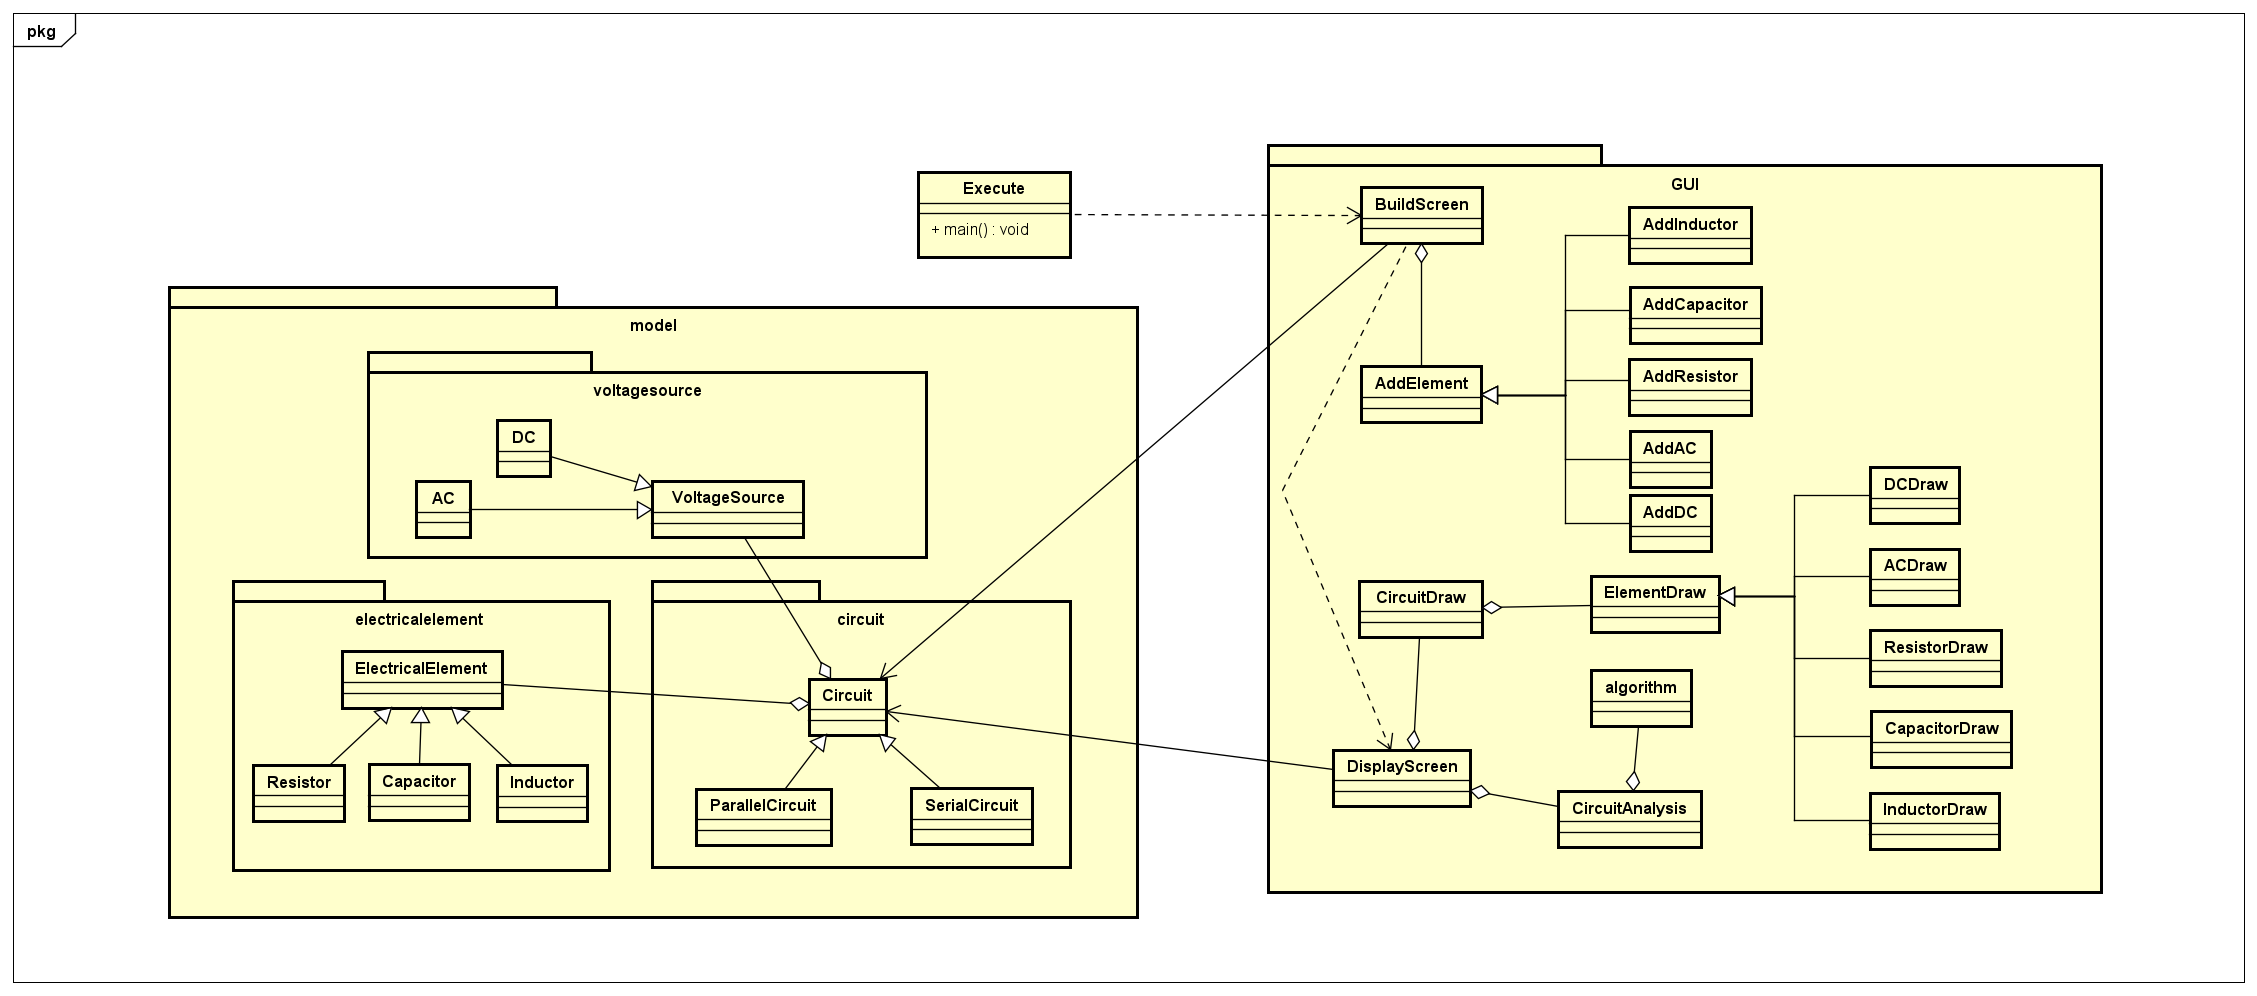 pkg
Execute
+ main() : void
model
voltagesource
DC
AC
VoltageSource
electricalelement
ElectricalElement
Resistor
Capacitor
Inductor
circuit
Circuit
ParallelCircuit
SerialCircuit
GUI
BuildScreen
AddInductor
AddCapacitor
AddElement
AddResistor
AddAC
AddDC
DCDraw
ACDraw
CircuitDraw
ElementDraw
ResistorDraw
algorithm
CapacitorDraw
DisplayScreen
CircuitAnalysis
InductorDraw